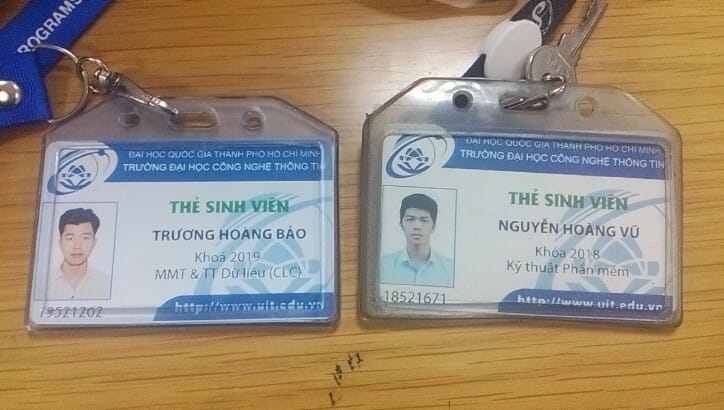 ĐẠI HỌC QUỐC GIA THÀNH PHỐ HỒ CHÍ MINH
TRƯỜNG ĐẠI HỌC CÔNG NGHỆ THÔNG TIN
THẺ SINH VIÊN
TRƯƠNG HOÀNG BẢO
Khoá 2019
MMT & TT Dữ liệu (CLC)
19521202
http://www.uit.edu.vn
ROGRAMS
ĐẠI HỌC QUỐC GIA THÀNH PHỐ HỒ CHÍ MINH
TRƯỜNG ĐẠI HỌC CÔNG NGHỆ THÔNG TIN
THẺ SINH VIÊN
NGUYỄN HOÀNG VŨ
Khoá 2018
Kỹ thuật Phần mềm
18521671
http://www.uit.edu.vn